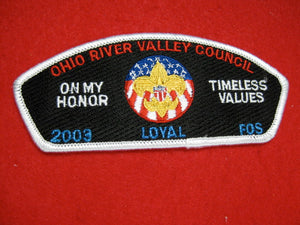 OHIO RIVER VALLEY COUNCIL
ON MY HONOR
TIMELESS VALUES
2003 LOYAL FOS